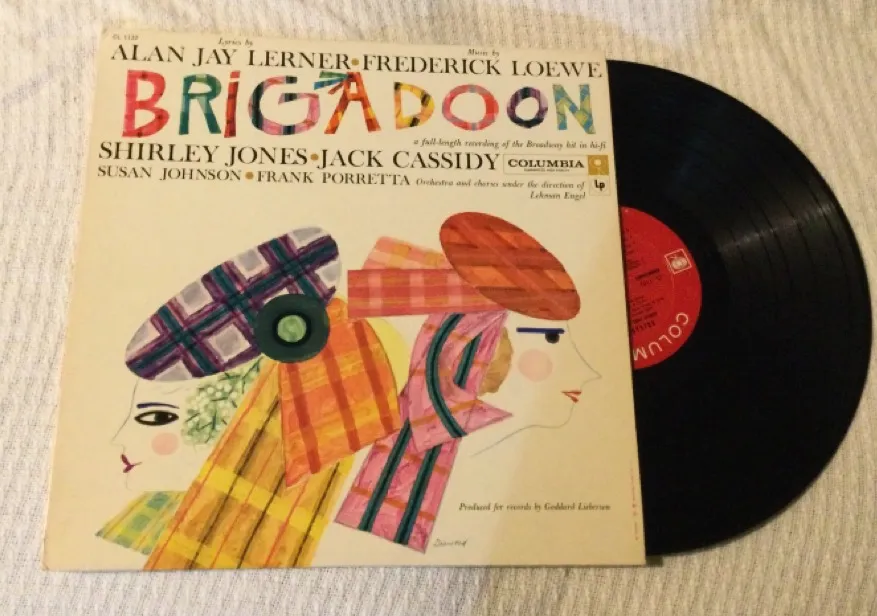 Lyrics by Music by
ALAN JAY LERNER•FREDERICK LOEWE
BRIGADOON
a full-length recording of the Broadway hit in hi-fi
SHIRLEY JONES•JACK CASSIDY COLUMBIA
SUSAN JOHNSON•FRANK PORRETTA Orchestra and chorus under the direction of
Lehman Engel
Lp
COLUM
Produced for records by Goddard Lieberson